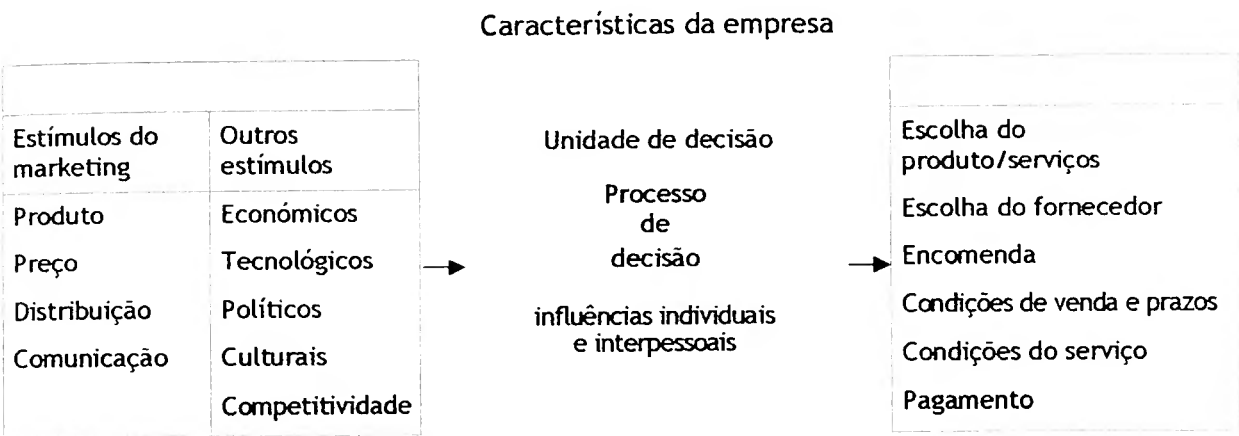 Características da empresa
Estímulos do
marketing
Outros
estímulos
Produto
Económicos
Preço
Tecnológicos
Distribuição
Políticos
Comunicação
Culturais
Competitividade
Unidade de decisão
Processo
de
decisão
influências individuais
e interpessoais
Escolha do
produto/serviços
Escolha do fornecedor
Encomenda
Condições de venda e prazos
Condições do serviço
Pagamento